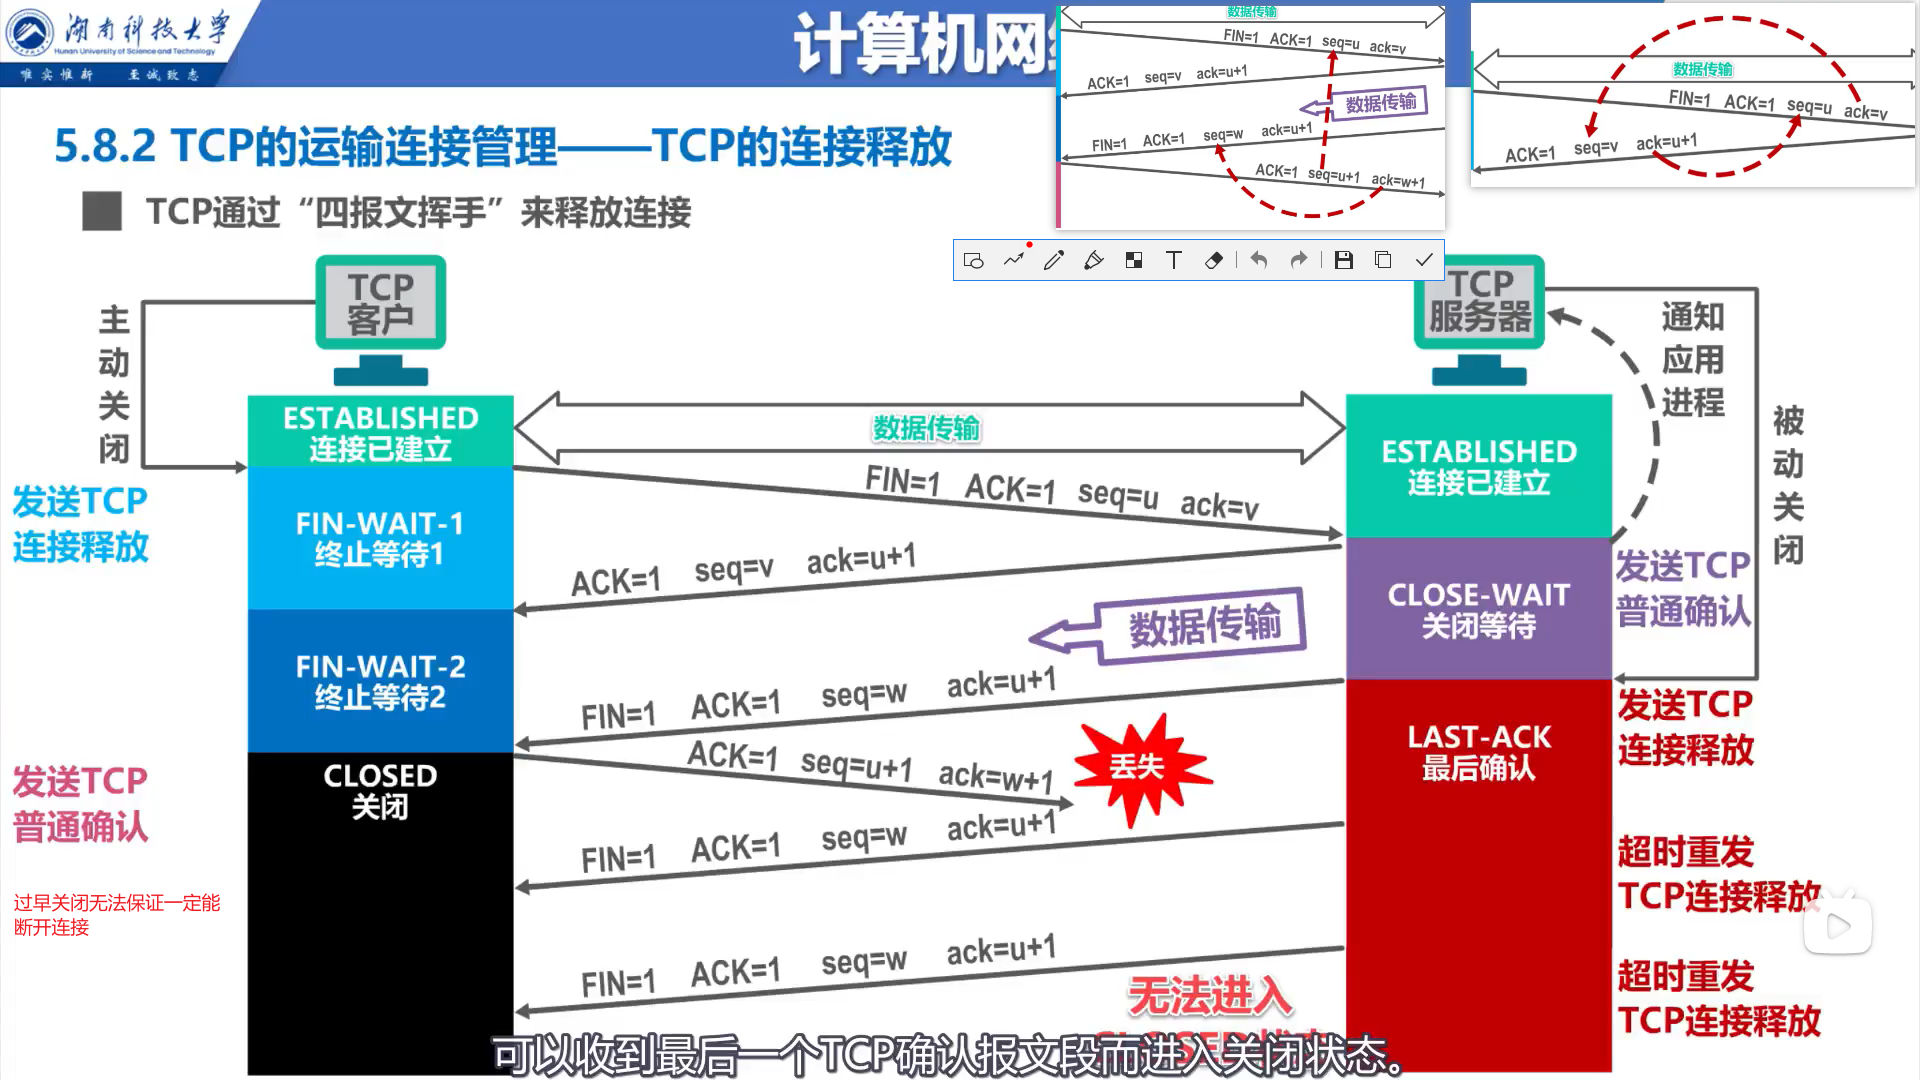 湖南科技大学
Hunan University of Science and Technology
唯实惟新 至诚致志
计算机网
数据传输
FIN=1 ACK=1 seq=u ack=v
ACK=1 seq=v ack=u+1
数据传输
FIN=1 ACK=1 seq=w ack=u+1
ACK=1 seq=u+1 ack=w+1
数据传输
FIN=1 ACK=1 seq=u ack=v
ACK=1 seq=v ack=u+1
5.8.2 TCP的运输连接管理——TCP的连接释放
TCP通过“四报文挥手”来释放连接
T
TCP
客户
TCP
服务器
主动关闭
通知
应用
进程
被动关闭
ESTABLISHED
连接已建立
数据传输
ESTABLISHED
连接已建立
发送TCP
连接释放
FIN-WAIT-1
终止等待1
FIN=1 ACK=1 seq=u ack=v
ACK=1 seq=v ack=u+1
CLOSE-WAIT
关闭等待
发送TCP
普通确认
数据传输
FIN-WAIT-2
终止等待2
FIN=1 ACK=1 seq=w ack=u+1
LAST-ACK
最后确认
发送TCP
连接释放
发送TCP
普通确认
CLOSED
关闭
ACK=1 seq=u+1 ack=w+1
丢失
FIN=1 ACK=1 seq=w ack=u+1
超时重发
TCP连接释放
过早关闭无法保证一定能
断开连接
FIN=1 ACK=1 seq=w ack=u+1
超时重发
TCP连接释放
无法进入
可以收到最后一个TCP确认报文段而进入关闭状态。